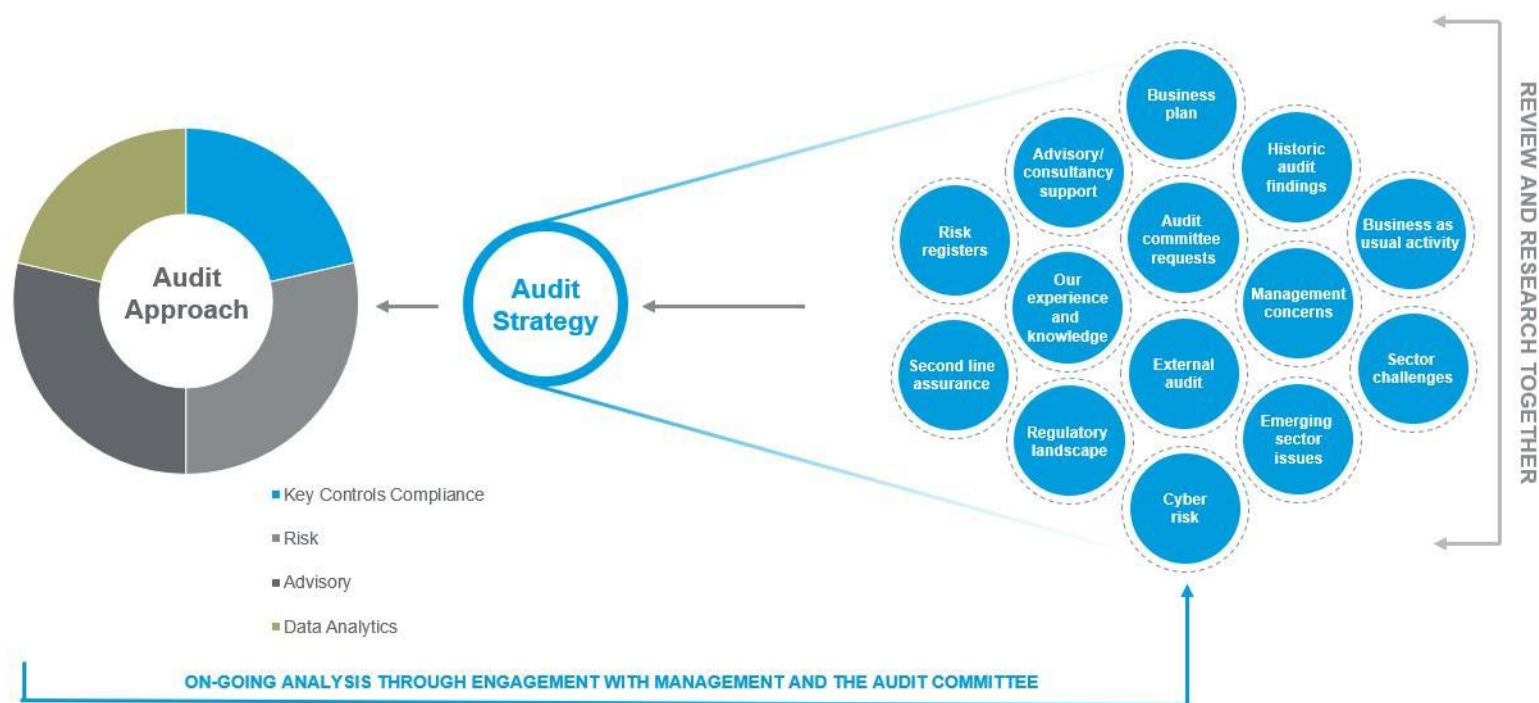 Audit
Approach
Key Controls Compliance
Risk
Advisory
Data Analytics
Audit
Strategy
Business
plan
Advisory/
consultancy
support
Historic
audit
findings
Risk
registers
Audit
committee
requests
Business as
usual activity
Our
experience
and
knowledge
Management
concerns
Second line
assurance
External
audit
Sector
challenges
Regulatory
landscape
Emerging
sector
issues
Cyber
risk
REVIEW AND RESEARCH TOGETHER
ON-GOING ANALYSIS THROUGH ENGAGEMENT WITH MANAGEMENT AND THE AUDIT COMMITTEE